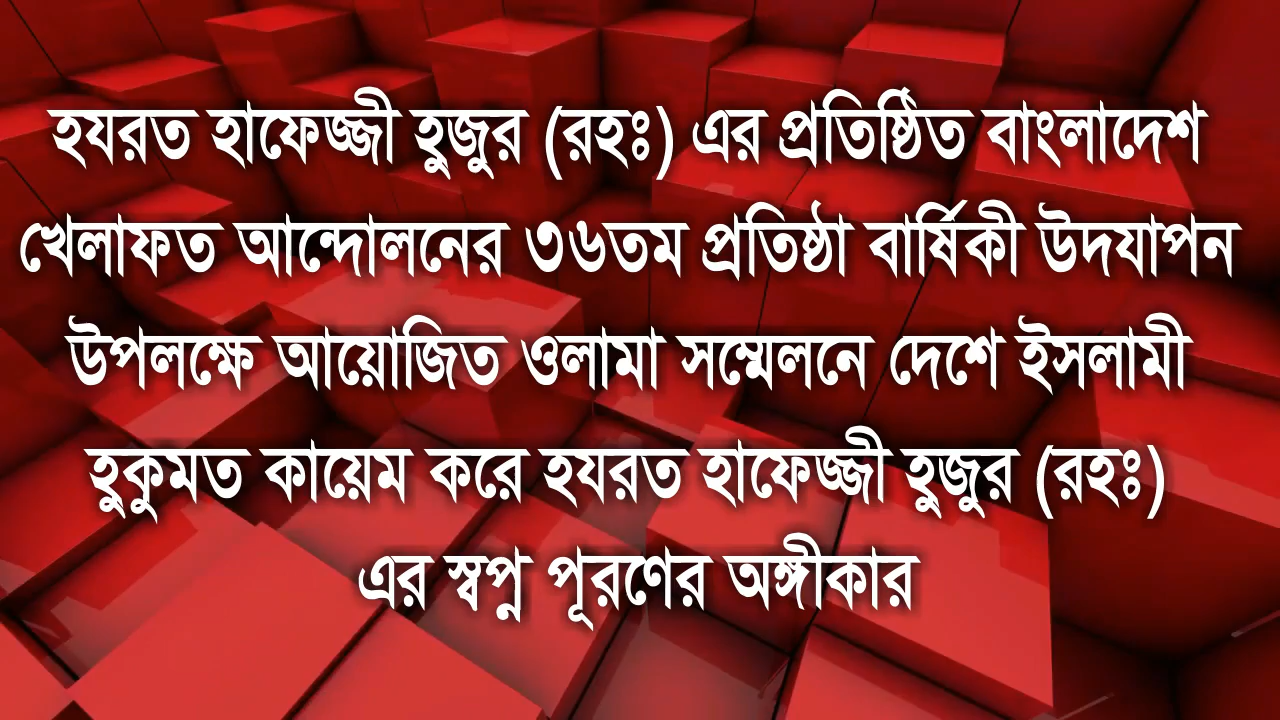 হযরত হাফেজ্জী হুজুর (রহঃ) এর প্রতিষ্ঠিত বাংলাদেশ
খেলাফত আন্দোলনের ৩৬তম প্রতিষ্ঠা বার্ষিকী উদযাপন
উপলক্ষে আয়োজিত ওলামা সম্মেলনে দেশে ইসলামী
হুকুমত কায়েম করে হযরত হাফেজ্জী হুজুর (রহঃ)
এর স্বপ্ন পূরণের অঙ্গীকার